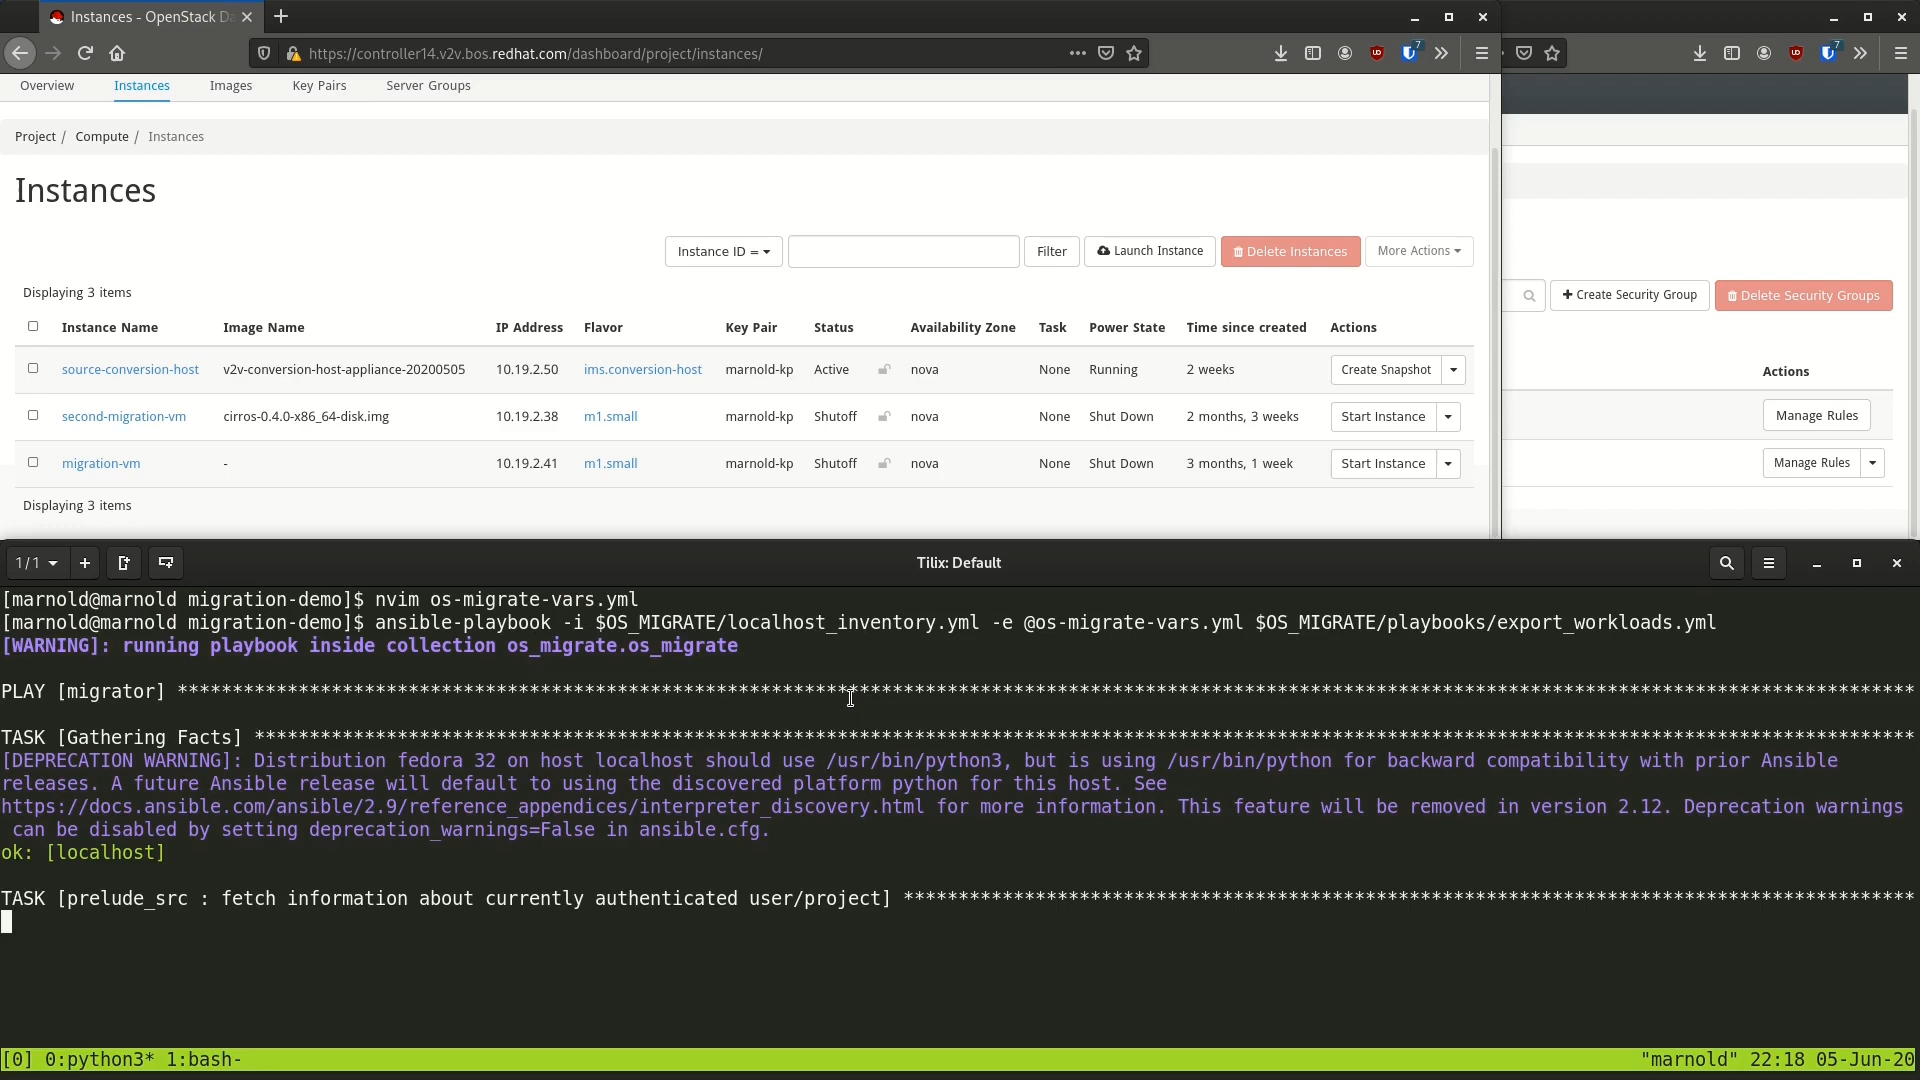 Instances - OpenStack Da
https://controller14.v2v.bos.redhat.com/dashboard/project/instances/
7
7
Overview Instances Images Key Pairs Server Groups
Project / Compute / Instances
Instances
Instance ID = Filter Launch Instance Delete Instances More Actions
Create Security Group Delete Security Groups
Displaying 3 items
Instance Name Image Name IP Address Flavor Key Pair Status Availability Zone Task Power State Time since created Actions
source-conversion-host v2v-conversion-host-appliance-20200505 10.19.2.50 ims.conversion-host marnold-kp Active nova None Running 2 weeks Create Snapshot
second-migration-vm cirros-0.4.0-x86_64-disk.img 10.19.2.38 m1.small marnold-kp Shutoff nova None Shut Down 2 months, 3 weeks Start Instance
migration-vm - 10.19.2.41 m1.small marnold-kp Shutoff nova None Shut Down 3 months, 1 week Start Instance
Displaying 3 items
Actions
Manage Rules
Manage Rules
1/1 Tilix: Default
[marnold@marnold migration-demo]$ nvim os-migrate-vars.yml
[marnold@marnold migration-demo]$ ansible-playbook -i $OS_MIGRATE/localhost_inventory.yml -e @os-migrate-vars.yml $OS_MIGRATE/playbooks/export_workloads.yml
[WARNING]: running playbook inside collection os_migrate.os_migrate
PLAY [migrator] **************************************************************************************************************************************************************
TASK [Gathering Facts] *******************************************************************************************************************************************************
[DEPRECATION WARNING]: Distribution fedora 32 on host localhost should use /usr/bin/python3, but is using /usr/bin/python for backward compatibility with prior Ansible
releases. A future Ansible release will default to using the discovered platform python for this host. See
https://docs.ansible.com/ansible/2.9/reference_appendices/interpreter_discovery.html for more information. This feature will be removed in version 2.12. Deprecation warnings
can be disabled by setting deprecation_warnings=False in ansible.cfg.
ok: [localhost]
TASK [prelude_src : fetch information about currently authenticated user/project] ********************************************************************************************
[0] 0:python3* 1:bash- "marnold" 22:18 05-Jun-20